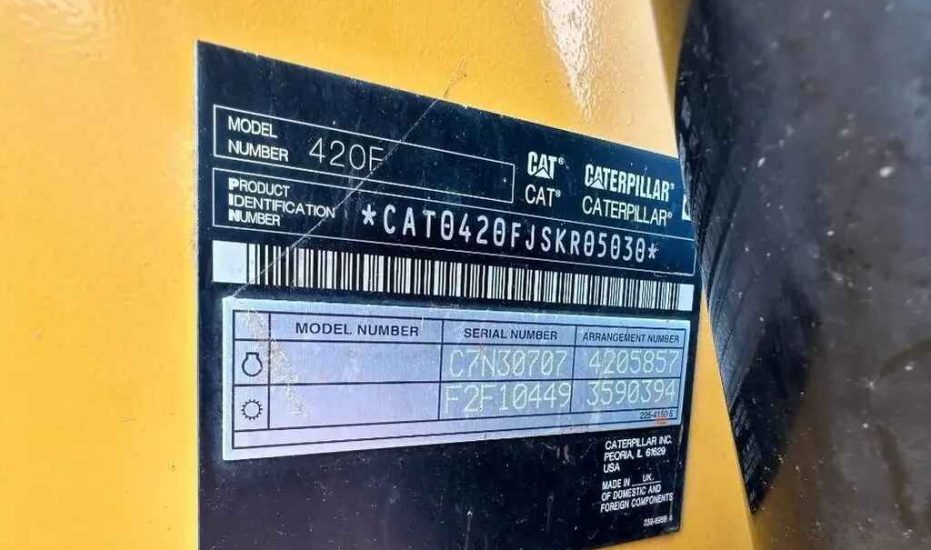 MODEL
NUMBER 420F
CAT® CATERPILLAR®
CAT® CATERPILLAR®
PRODUCT
IDENTIFICATION
NUMBER
*CAT0420FJSKR05030*
MODEL NUMBER SERIAL NUMBER ARRANGEMENT NUMBER
C7N30707 4205857
F2F10449 3590394
CATERPILLAR INC.
PEORIA, IL 61629
USA
MADE IN UK
OF DOMESTIC AND
FOREIGN COMPONENTS